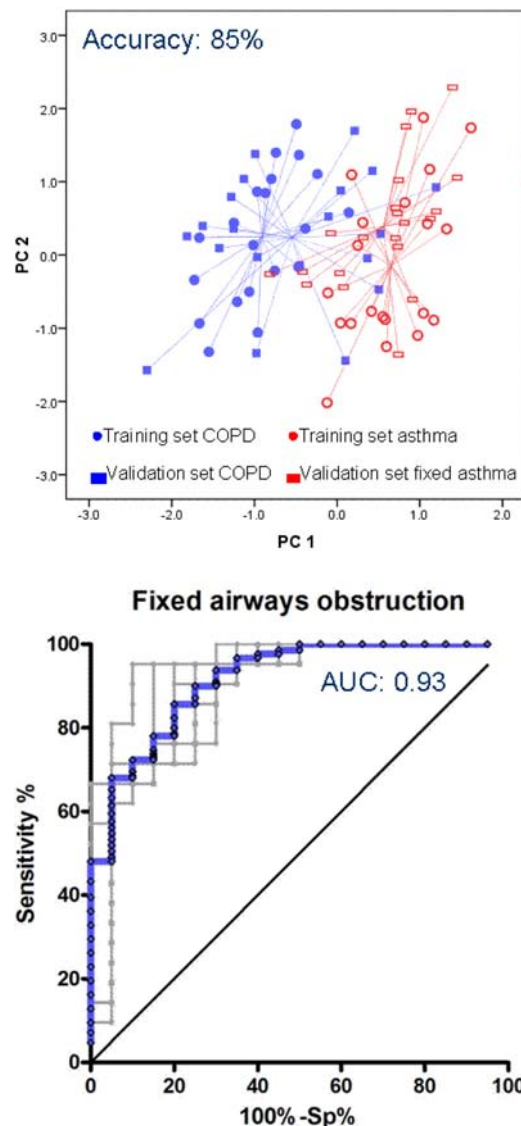 Accuracy: 85%
3.0
2.0
1.0
0.0
-1.0
-2.0
-3.0
PC 2
Training set COPD
Training set asthma
Validation set COPD
Validation set fixed asthma
-3.0 -2.0 -1.0 0.0 1.0 2.0
PC 1
Fixed airways obstruction
AUC: 0.93
100
80
60
40
20
0
Sensitivity %
0 20 40 60 80 100
100% -Sp%